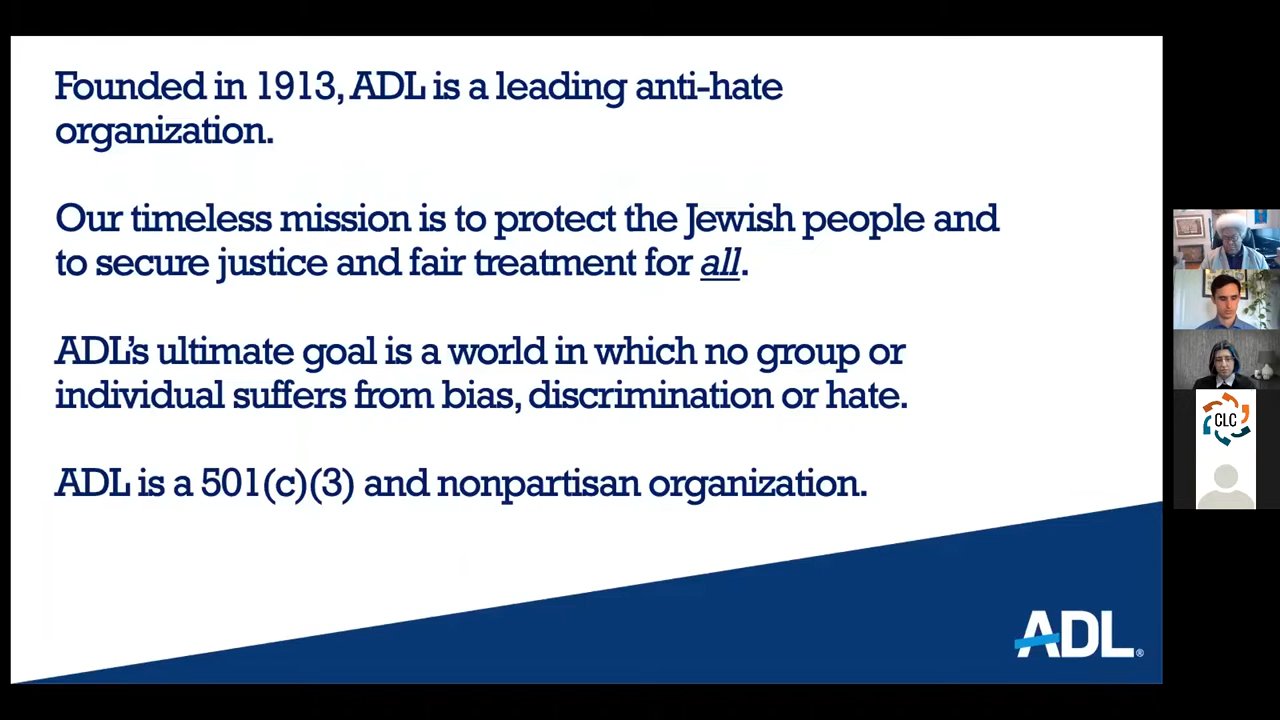 Founded in 1913, ADL is a leading anti-hate
organization.
Our timeless mission is to protect the Jewish people and
to secure justice and fair treatment for all.
ADL's ultimate goal is a world in which no group or
individual suffers from bias, discrimination or hate.
ADL is a 501(c)(3) and nonpartisan organization.
CLC
ADL®